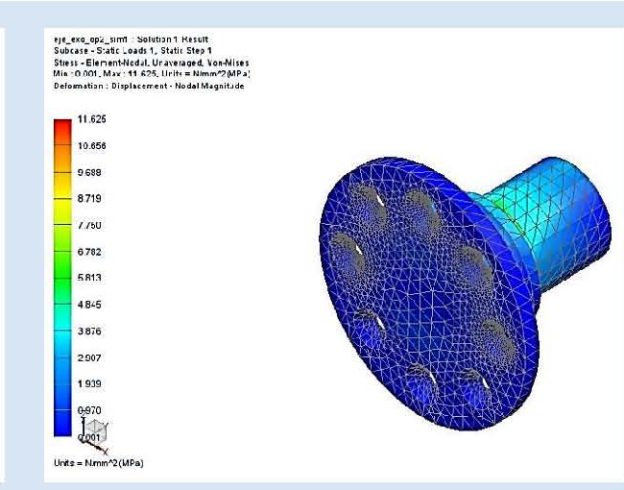 eje_exo_op2_sim1 : Solution 1 Result
Subcase - Static Loads 1, Static Step 1
Stress - Element-Nodal, Unaveraged, Von-Mises
Min : 0.001, Max : 11.625, Units = N/mm^2(MPa)
Deformation : Displacement - Nodal Magnitude
11.625
10.656
9.688
8.719
7.750
6.782
5.813
4.845
3.876
2.907
1.939
0.970
0.001
Units = N/mm^2(MPa)